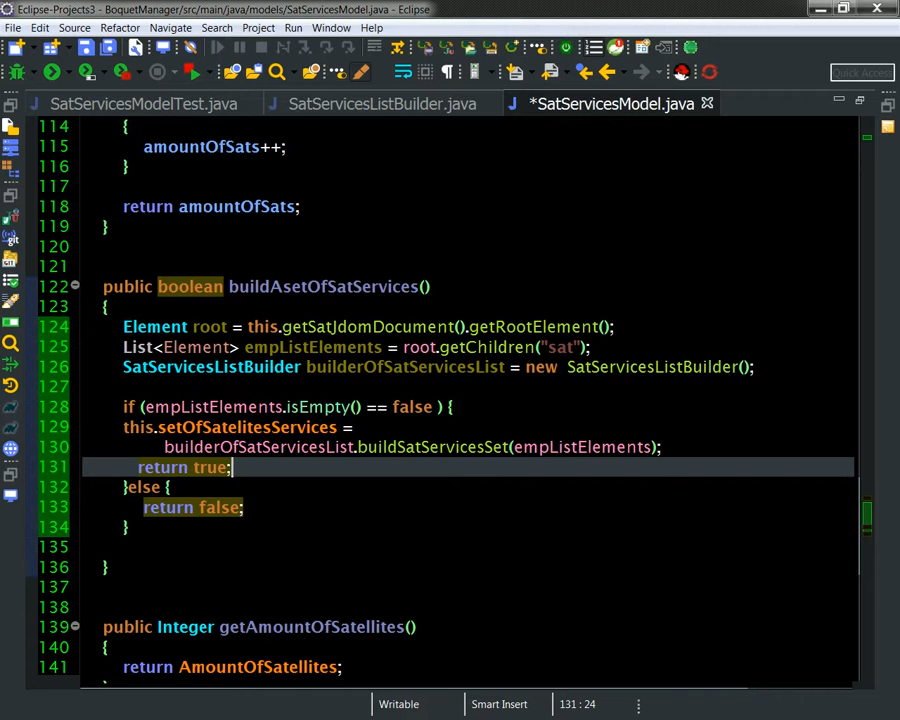 Eclipse-Projects3 - BoquetManager/src/main/java/models/SatServicesModel.java - Eclipse
File Edit Source Refactor Navigate Search Project Run Window Help
Quick Access
SatServicesModelTest.java SatServicesListBuilder.java *SatServicesModel.java
114 {
115 amountOfSats++;
116 }
117
118 return amountOfSats;
119 }
120
121
122 public boolean buildAsetOfSatServices()
123 {
124 Element root = this.getSatJdomDocument().getRootElement();
125 List<Element> empListElements = root.getChildren("sat");
126 SatServicesListBuilder builderOfSatServicesList = new SatServicesListBuilder();
127
128 if (empListElements.isEmpty() == false ) {
129 this.setOfSatelitesServices =
130 builderOfSatServicesList.buildSatServicesSet(empListElements);
131 return true;
132 }else {
133 return false;
134 }
135
136 }
137
138
139 public Integer getAmountOfSatellites()
140 {
141 return AmountOfSatellites;
Writable Smart Insert 131 : 24